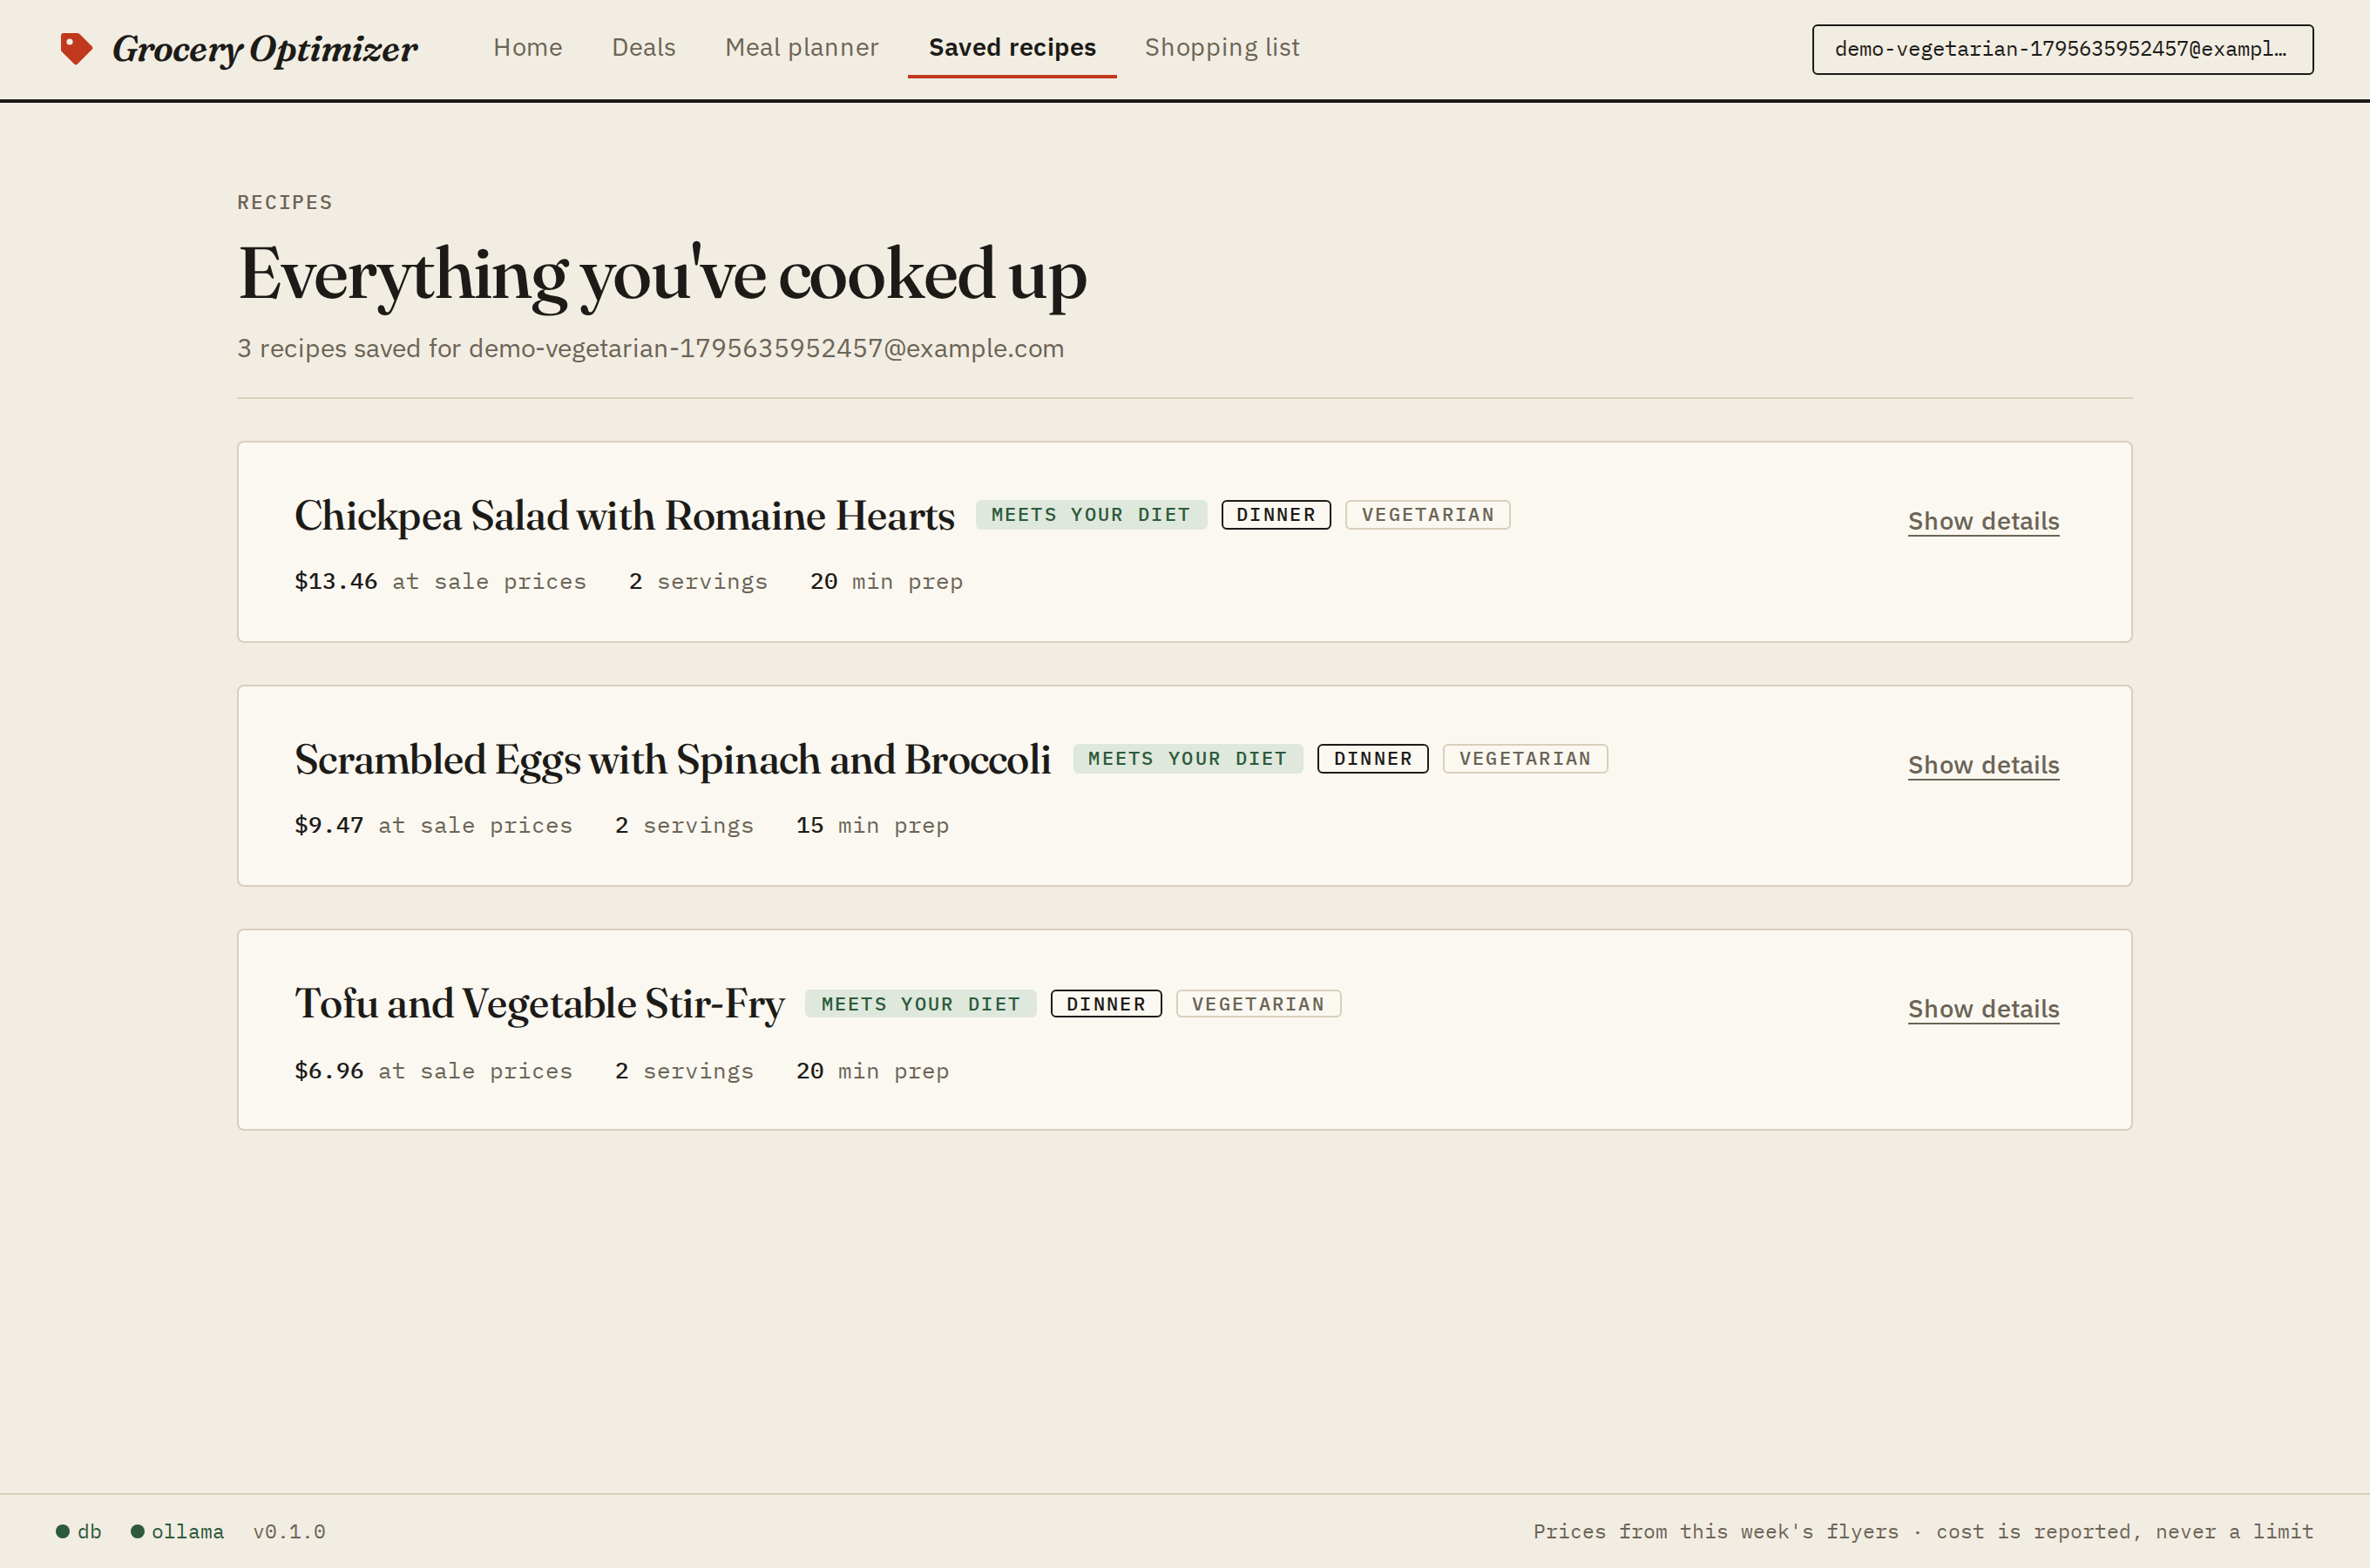 Grocery Optimizer Home Deals Meal planner Saved recipes Shopping list demo-vegetarian-1795635952457@exampl…
RECIPES
Everything you've cooked up
3 recipes saved for demo-vegetarian-1795635952457@example.com
Chickpea Salad with Romaine Hearts MEETS YOUR DIET DINNER VEGETARIAN Show details
$13.46 at sale prices 2 servings 20 min prep
Scrambled Eggs with Spinach and Broccoli MEETS YOUR DIET DINNER VEGETARIAN Show details
$9.47 at sale prices 2 servings 15 min prep
Tofu and Vegetable Stir-Fry MEETS YOUR DIET DINNER VEGETARIAN Show details
$6.96 at sale prices 2 servings 20 min prep
db ollama v0.1.0 Prices from this week's flyers · cost is reported, never a limit